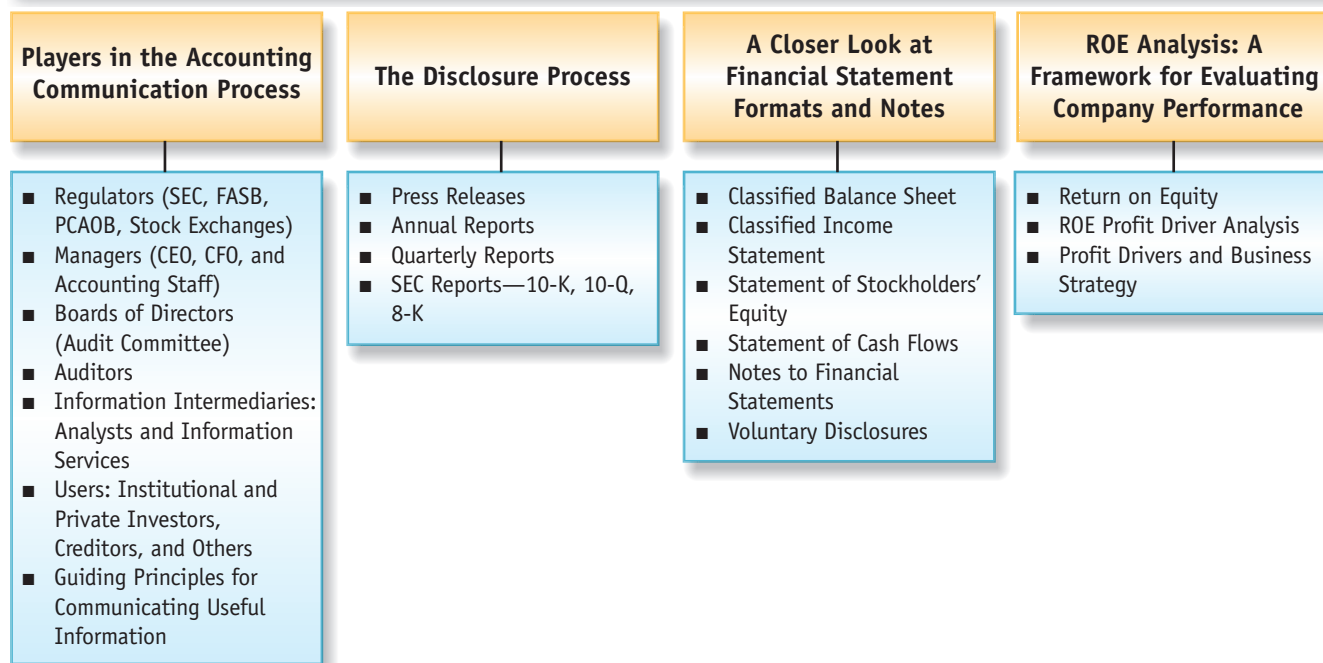 Players in the Accounting
Communication Process
■ Regulators (SEC, FASB,
PCAOB, Stock Exchanges)
■ Managers (CEO, CFO, and
Accounting Staff)
■ Boards of Directors
(Audit Committee)
■ Auditors
■ Information Intermediaries:
Analysts and Information
Services
■ Users: Institutional and
Private Investors,
Creditors, and Others
■ Guiding Principles for
Communicating Useful
Information
The Disclosure Process
■ Press Releases
■ Annual Reports
■ Quarterly Reports
■ SEC Reports—10-K, 10-Q,
8-K
A Closer Look at
Financial Statement
Formats and Notes
■ Classified Balance Sheet
■ Classified Income
Statement
■ Statement of Stockholders’
Equity
■ Statement of Cash Flows
■ Notes to Financial
Statements
■ Voluntary Disclosures
ROE Analysis: A
Framework for Evaluating
Company Performance
■ Return on Equity
■ ROE Profit Driver Analysis
■ Profit Drivers and Business
Strategy